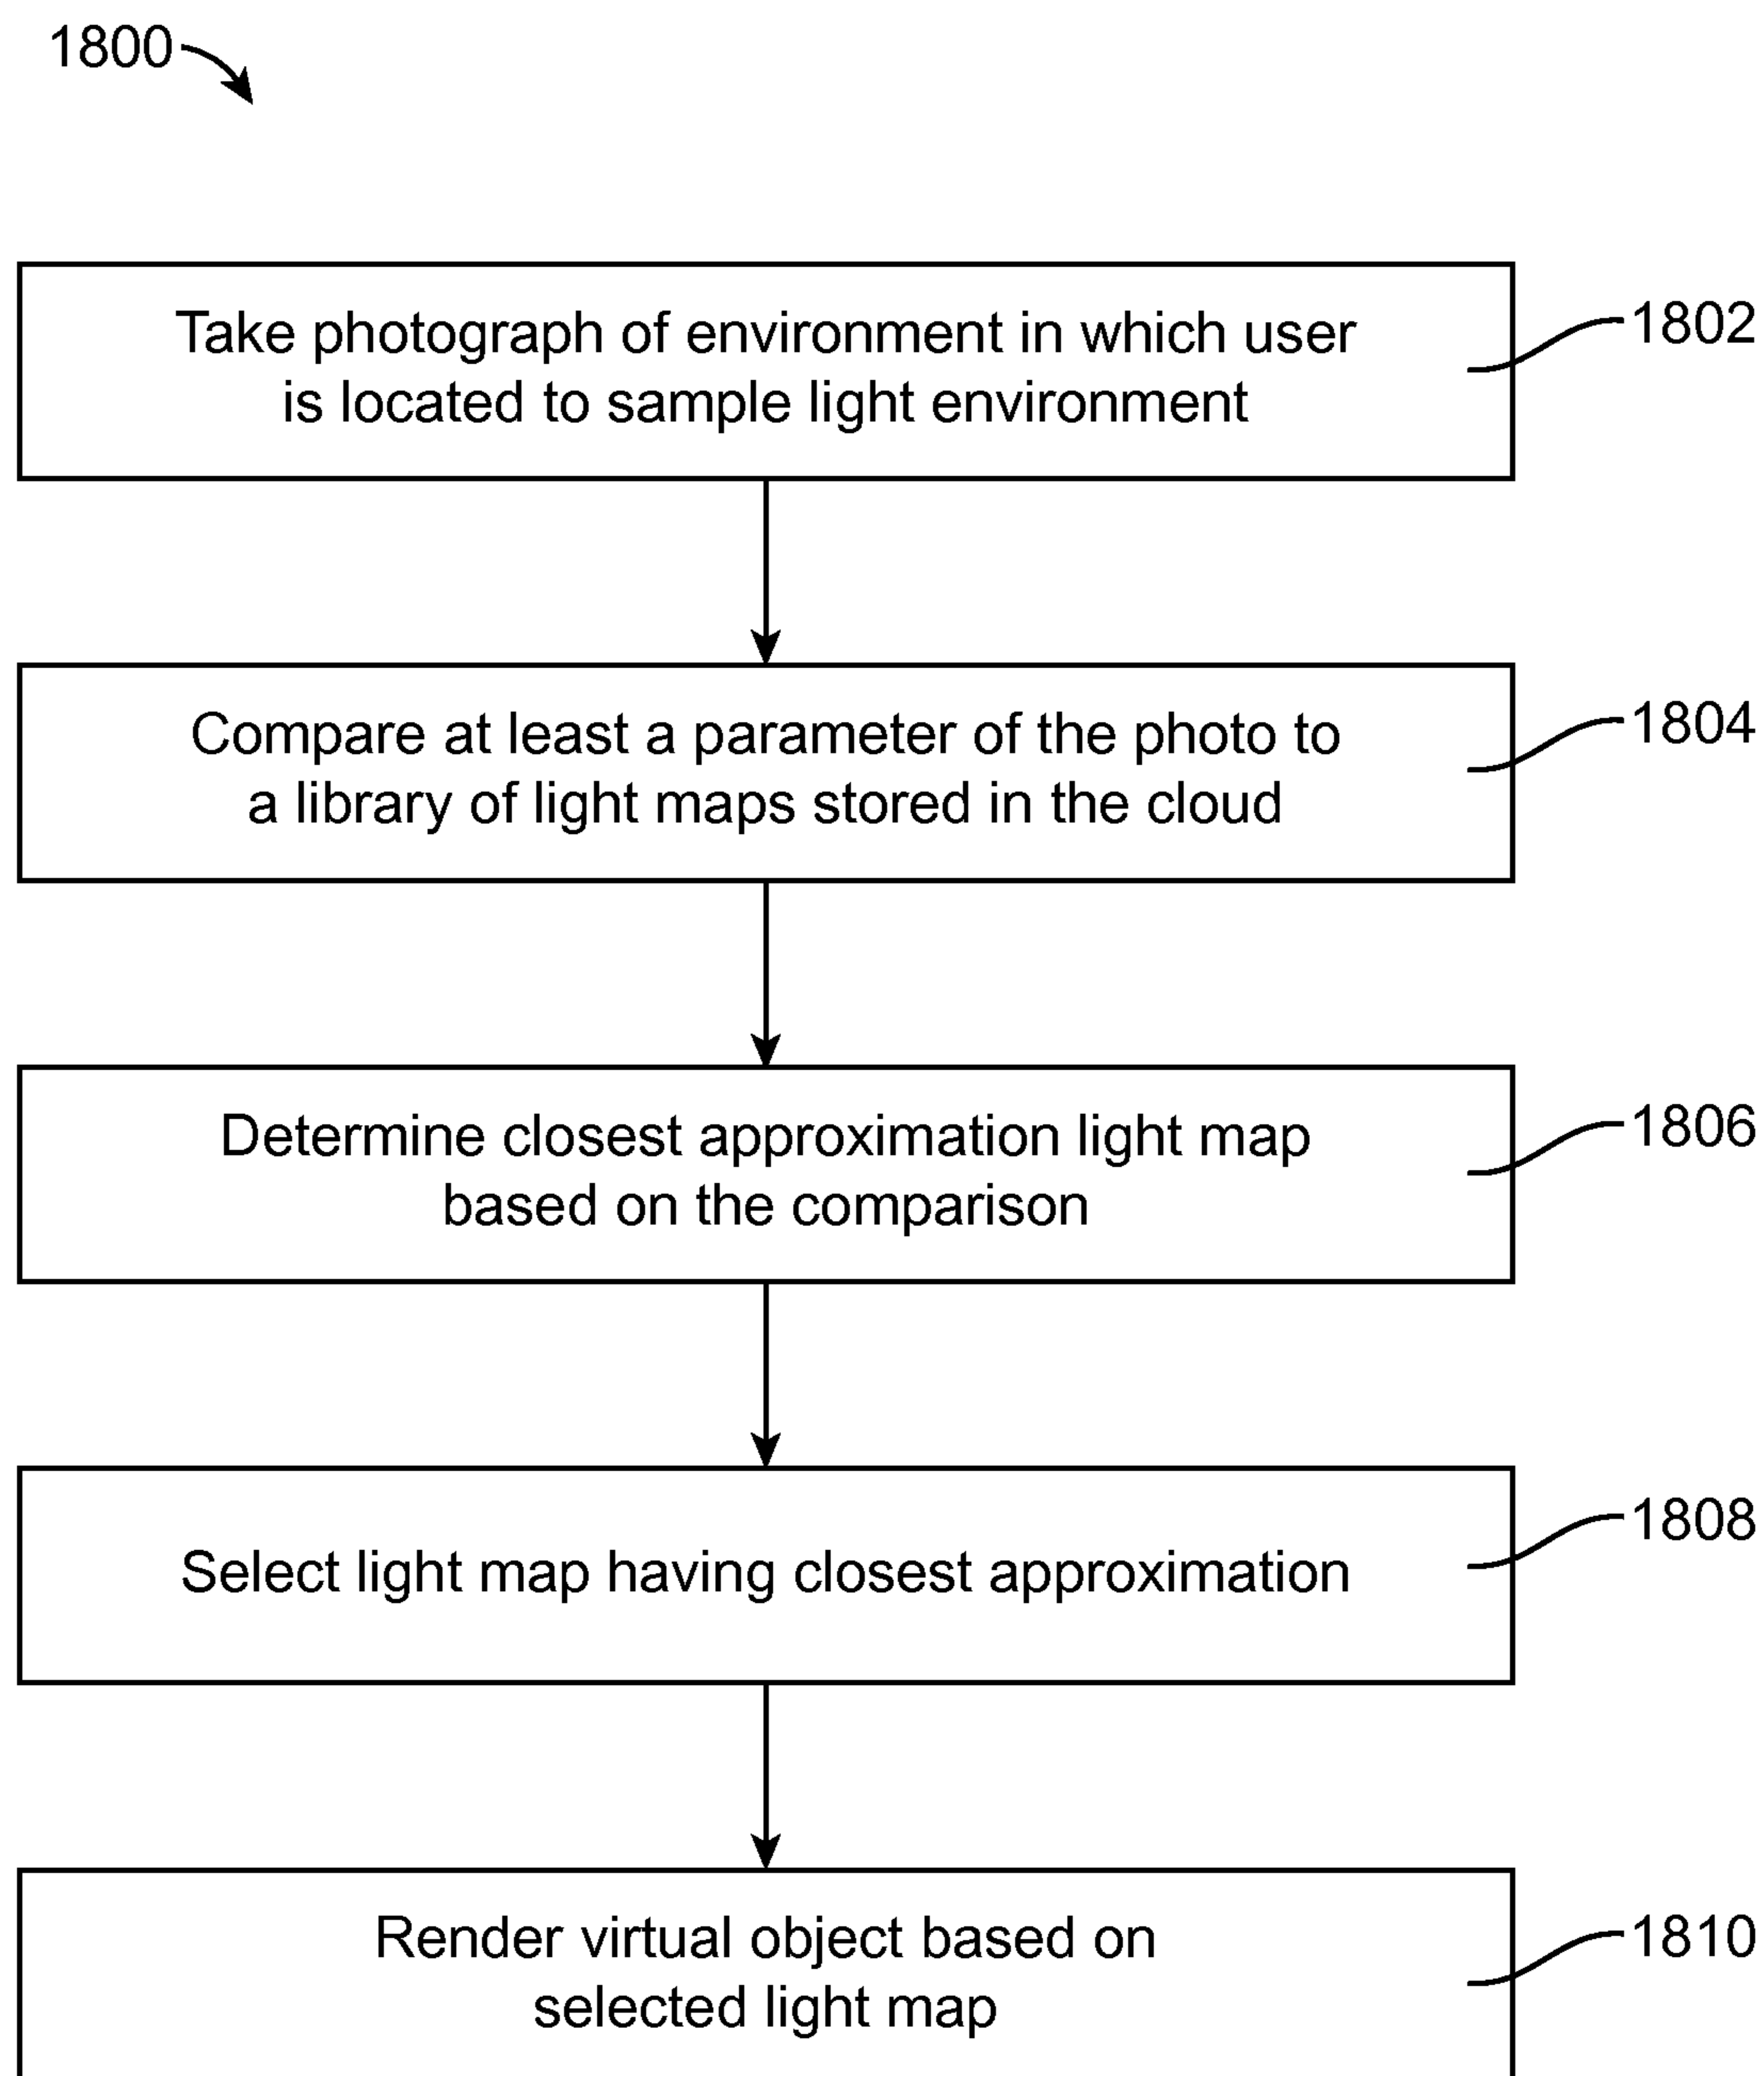 1800
Take photograph of environment in which user
is located to sample light environment
1802
Compare at least a parameter of the photo to
a library of light maps stored in the cloud
1804
Determine closest approximation light map
based on the comparison
1806
Select light map having closest approximation
1808
Render virtual object based on
selected light map
1810